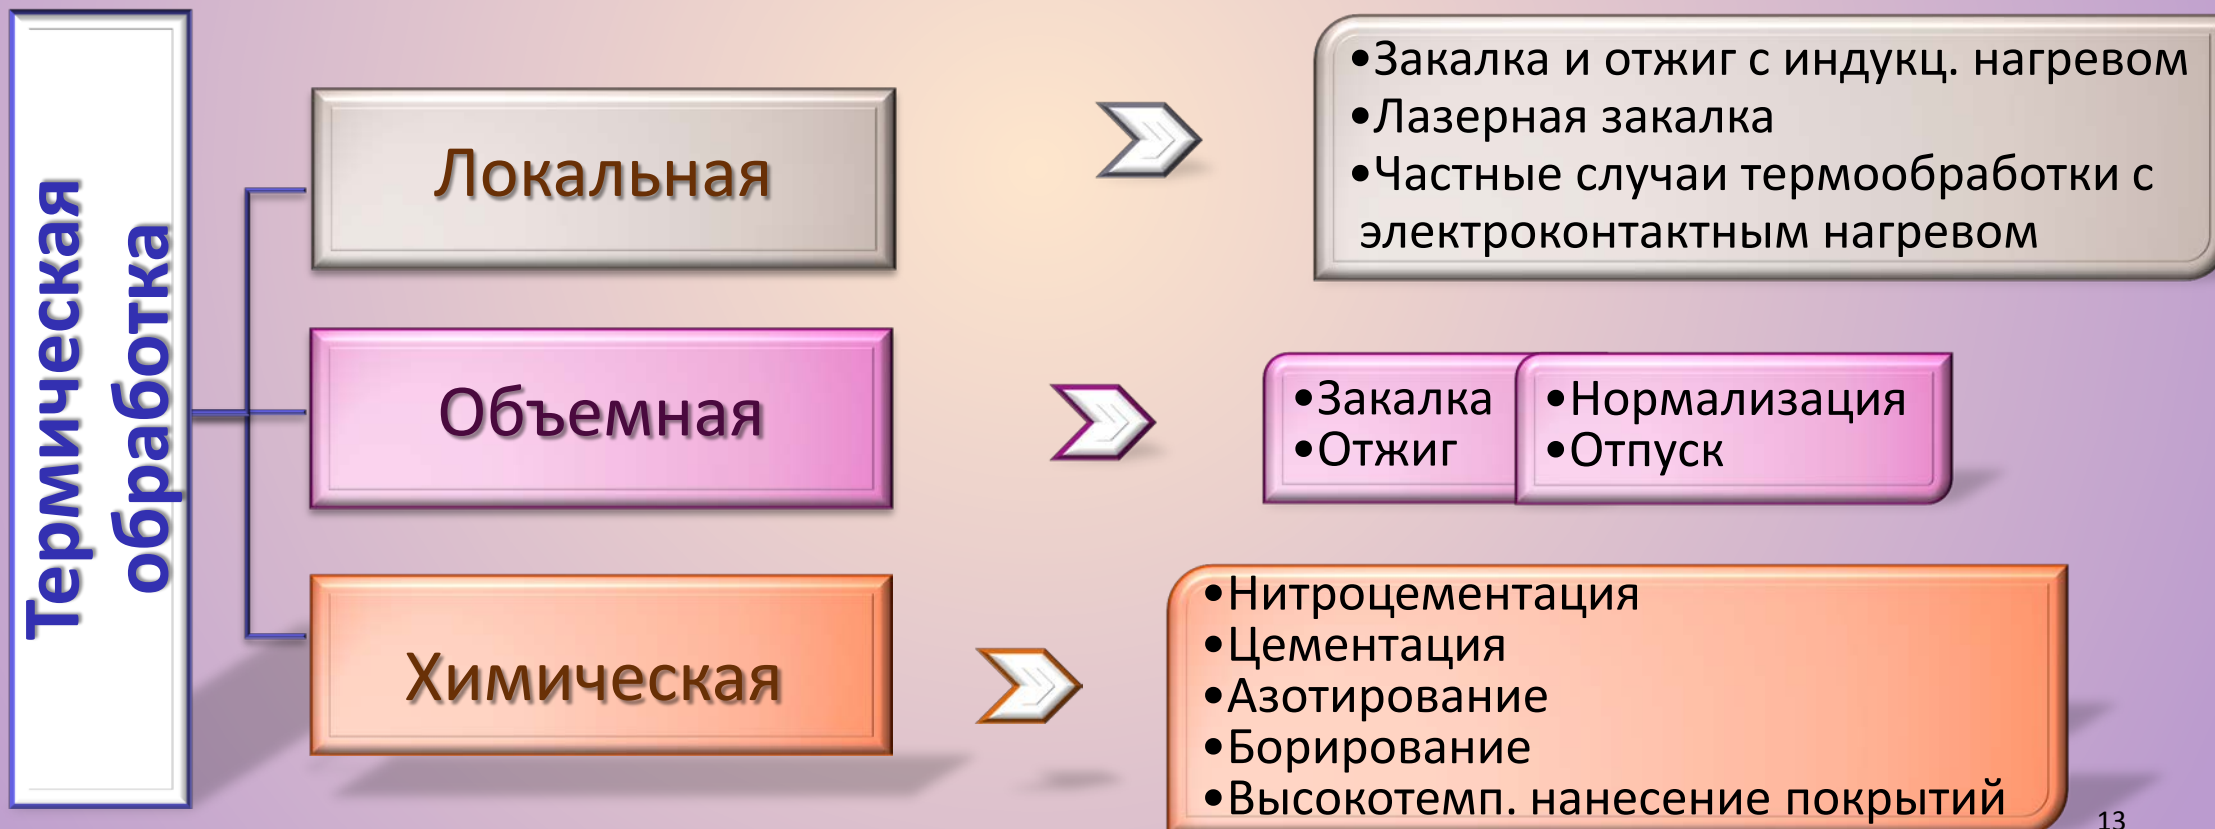 Термическая
обработка
Локальная
•Закалка и отжиг с индукц. нагревом
•Лазерная закалка
•Частные случаи термообработки с
электроконтактным нагревом
Объемная
•Закалка
•Отжиг
•Нормализация
•Отпуск
Химическая
•Нитроцементация
•Цементация
•Азотирование
•Борирование
•Высокотемп. нанесение покрытий
13